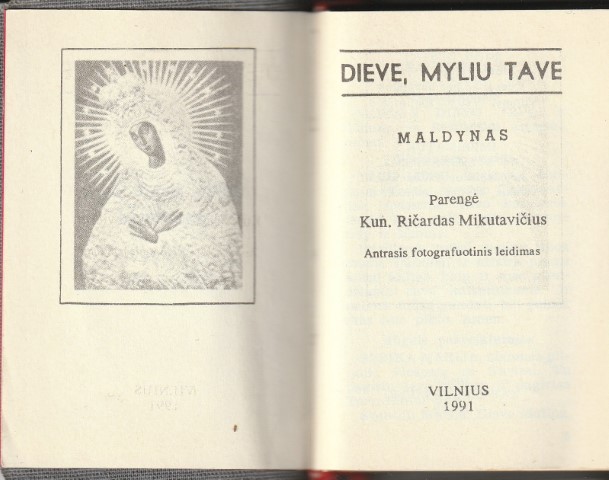 DIEVE, MYLIU TAVE
MALDYNAS
Parengė
Kun. Ričardas Mikutavičius
Antrasis fotografuotinis leidimas
VILNIUS
1991